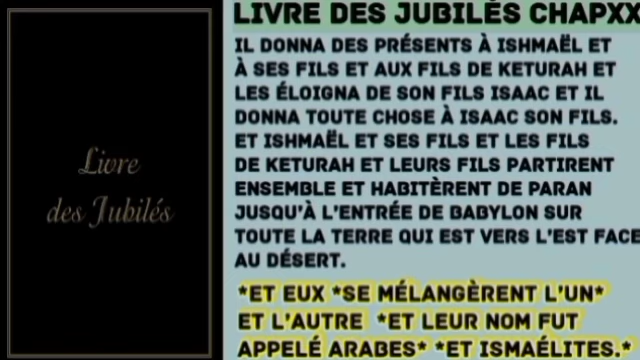 Livre
des Jubilés
LIVRE DES JUBILÉS CHAPXX
IL DONNA DES PRÉSENTS À ISHMAËL ET
À SES FILS ET AUX FILS DE KETURAH ET
LES ÉLOIGNA DE SON FILS ISAAC ET IL
DONNA TOUTE CHOSE À ISAAC SON FILS.
ET ISHMAËL ET SES FILS ET LES FILS
DE KETURAH ET LEURS FILS PARTIRENT
ENSEMBLE ET HABITÈRENT DE PARAN
JUSQU'À L'ENTRÉE DE BABYLON SUR
TOUTE LA TERRE QUI EST VERS L'EST FACE
AU DÉSERT.
*ET EUX *SE MÉLANGÈRENT L'UN*
ET L'AUTRE *ET LEUR NOM FUT
APPELÉ ARABES* *ET ISMAÉLITES.*